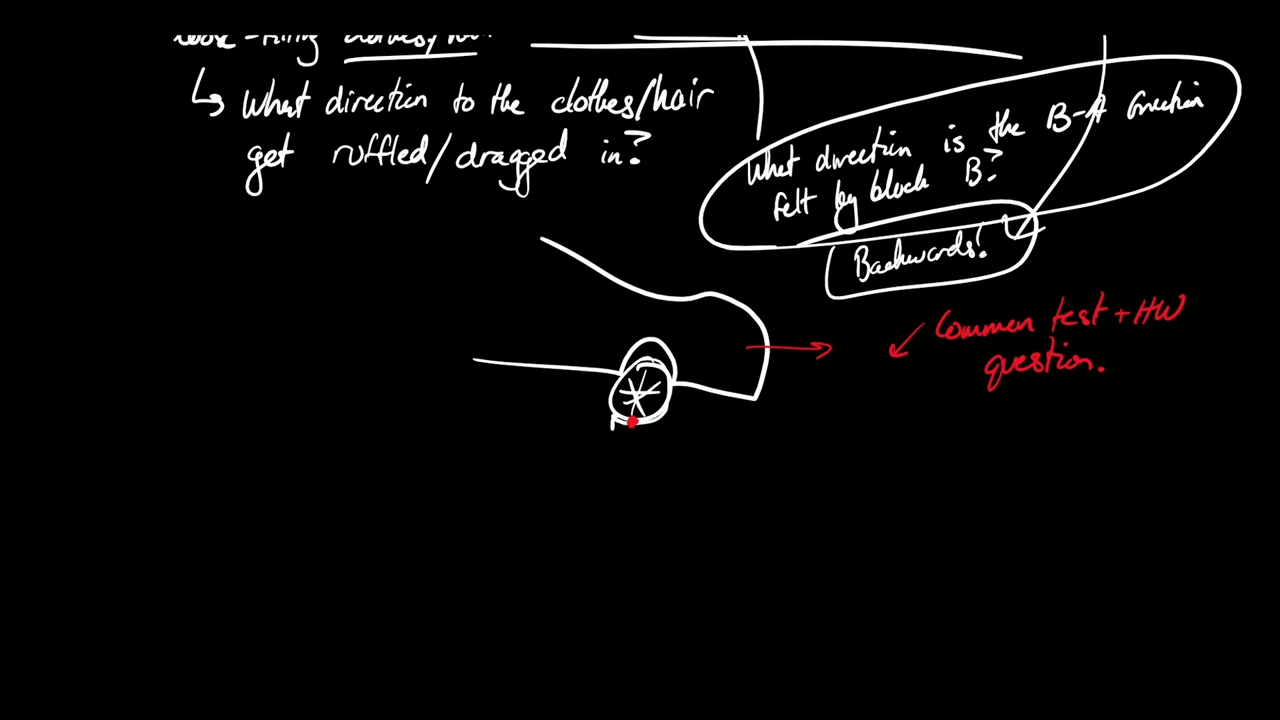 ↳ What direction to the clothes/hair
get ruffled/dragged in?
What direction is the B-A friction
felt by block B?
Backwards!
Common test + HW
question.